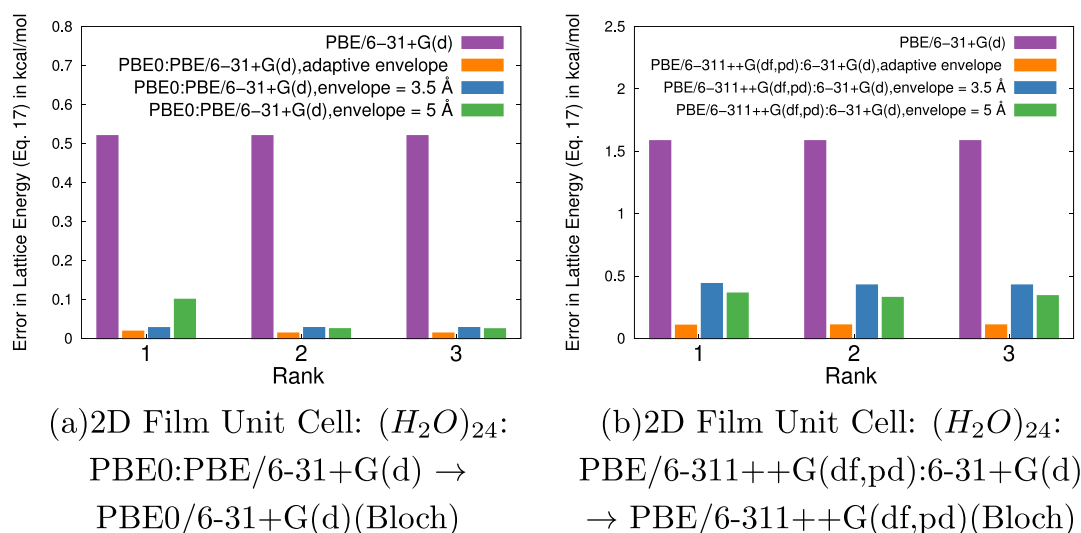 Error in Lattice Energy (Eq. 17) in kcal/mol
0.8
0.7
0.6
0.5
0.4
0.3
0.2
0.1
0
PBE/6−31+G(d)
PBE0:PBE/6−31+G(d),adaptive envelope
PBE0:PBE/6−31+G(d),envelope = 3.5 Å
PBE0:PBE/6−31+G(d),envelope = 5 Å
1 2 3
Rank
(a)2D Film Unit Cell: (H₂O)₂₄:
PBE0:PBE/6-31+G(d) →
PBE0/6-31+G(d)(Bloch)
Error in Lattice Energy (Eq. 17) in kcal/mol
2.5
2
1.5
1
0.5
0
PBE/6−31+G(d)
PBE/6−311++G(df,pd):6−31+G(d),adaptive envelope
PBE/6−311++G(df,pd):6−31+G(d),envelope = 3.5 Å
PBE/6−311++G(df,pd):6−31+G(d),envelope = 5 Å
1 2 3
Rank
(b)2D Film Unit Cell: (H₂O)₂₄:
PBE/6-311++G(df,pd):6-31+G(d)
→ PBE/6-311++G(df,pd)(Bloch)